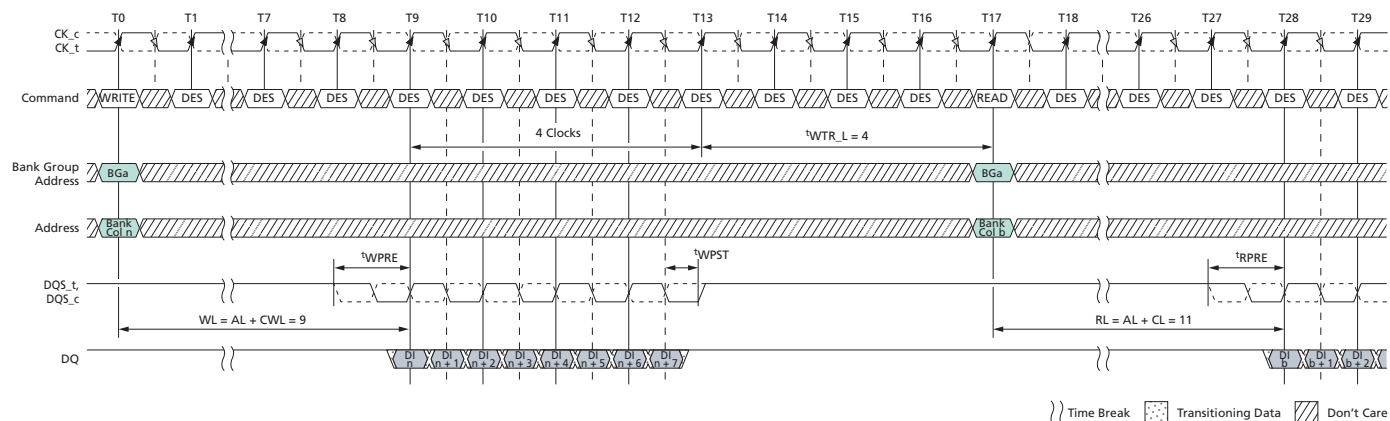 T0 T1 T7 T8 T9 T10 T11 T12 T13 T14 T15 T16 T17 T18 T26 T27 T28 T29
CK_c
CK_t
Command WRITE DES DES DES DES DES DES DES DES DES DES DES READ DES DES DES DES DES
4 Clocks tWTR_L = 4
Bank Group
Address BGa BGa
Address Bank Col n Bank Col b
tWPRE tWPST tRPRE
DQS_t,
DQS_c
WL = AL + CWL = 9 RL = AL + CL = 11
DQ DI n DI n + 1 DI n + 2 DI n + 3 DI n + 4 DI n + 5 DI n + 6 DI n + 7 DI b DI b + 1 DI b + 2
Time Break Transitioning Data Don't Care